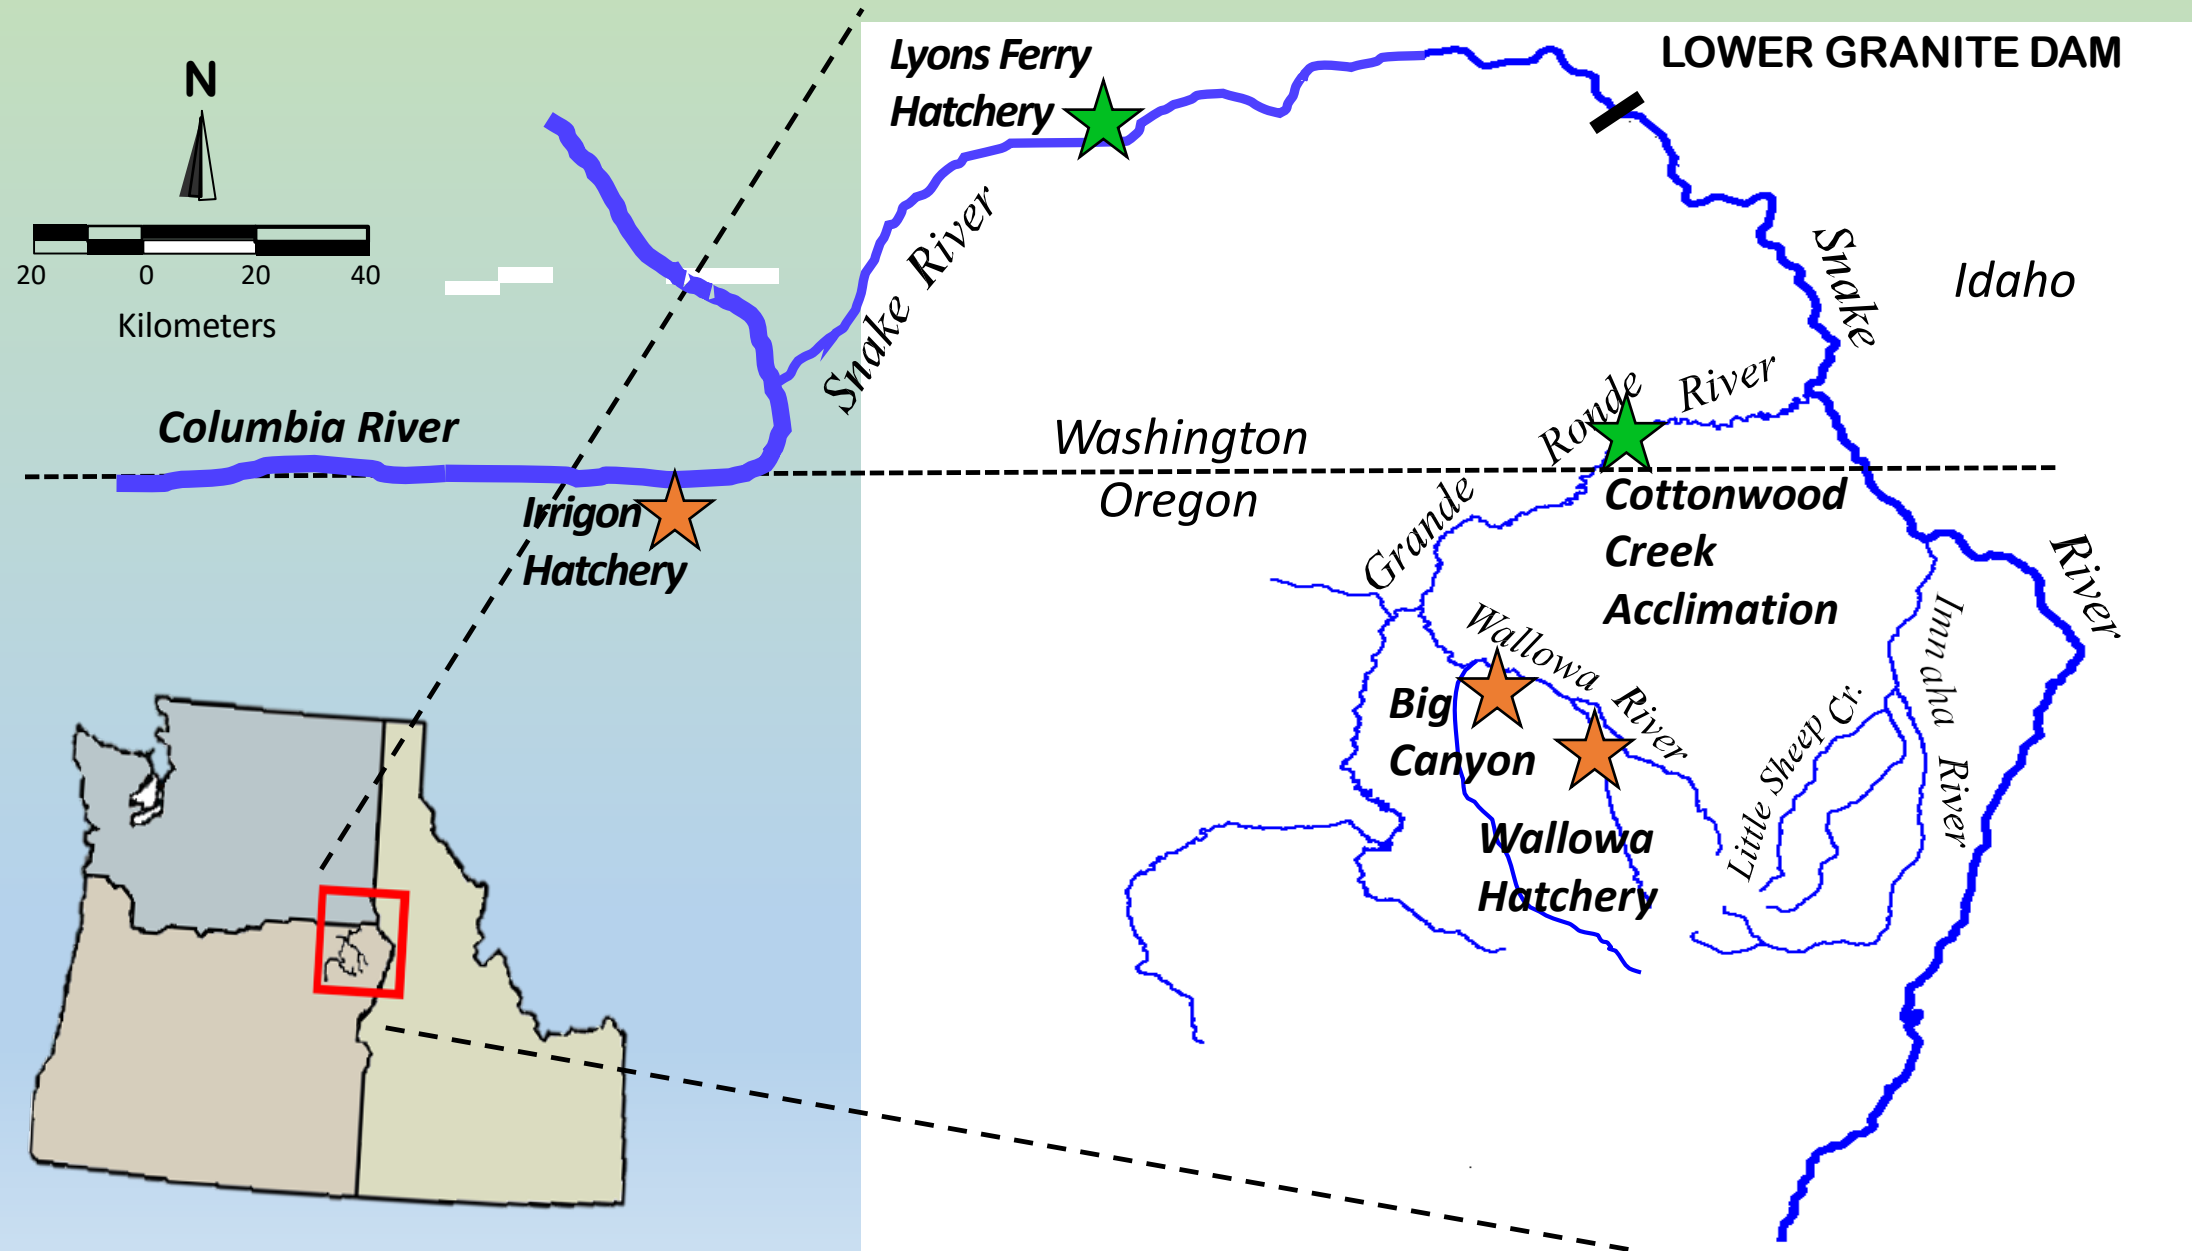 Lyons Ferry
Hatchery
LOWER GRANITE DAM
N
20 0 20 40
Kilometers
Snake River
Snake
River
Idaho
Columbia River
Washington
Oregon
Grande Ronde River
Irrigon
Hatchery
Cottonwood
Creek
Acclimation
Wallowa River
Big
Canyon
Wallowa
Hatchery
Little Sheep Cr.
Imnaha River